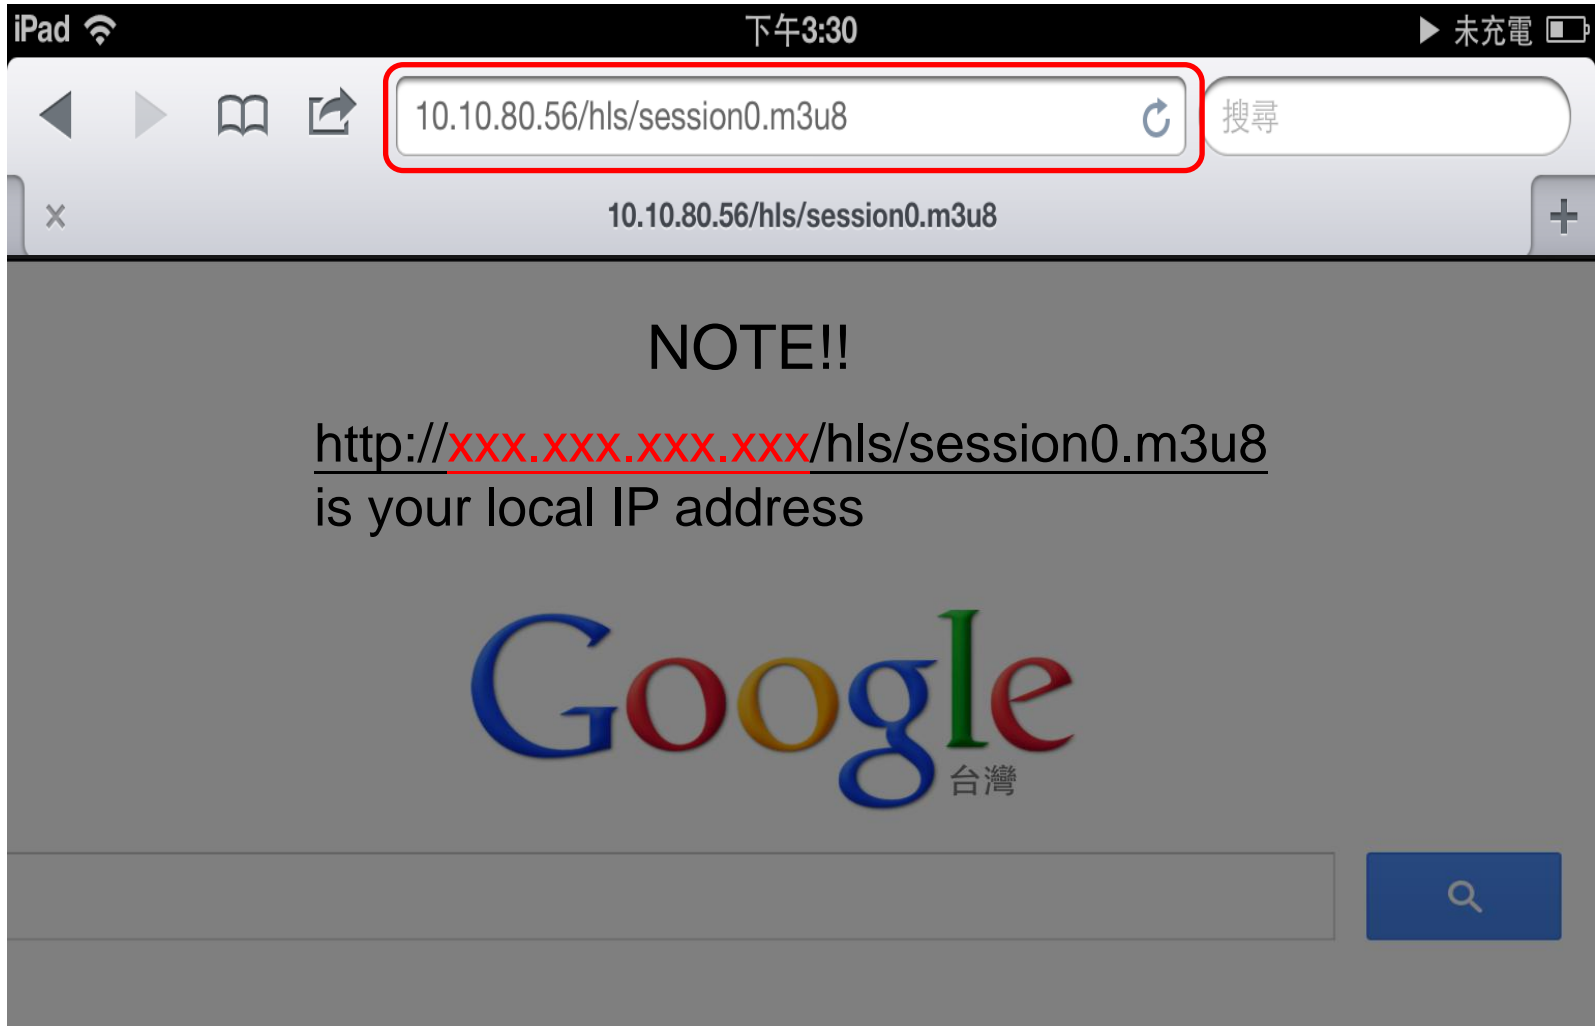 iPad 下午3:30 未充電
10.10.80.56/hls/session0.m3u8 搜尋
10.10.80.56/hls/session0.m3u8
NOTE!!
http://xxx.xxx.xxx.xxx/hls/session0.m3u8
is your local IP address
Google
台灣